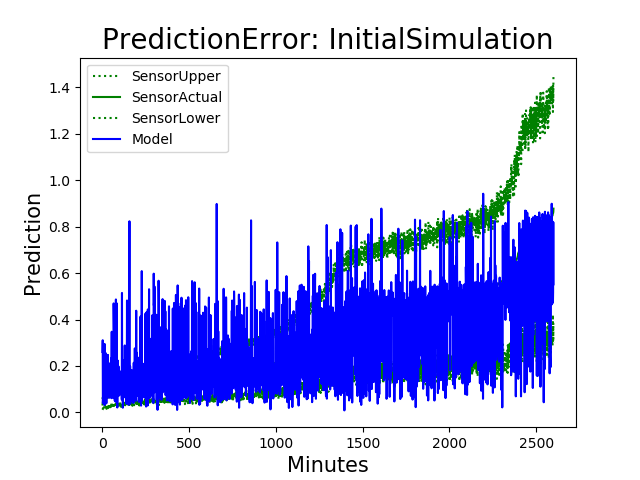 PredictionError: InitialSimulation
SensorUpper
SensorActual
SensorLower
Model
Prediction
1.4
1.2
1.0
0.8
0.6
0.4
0.2
0.0
0 500 1000 1500 2000 2500
Minutes